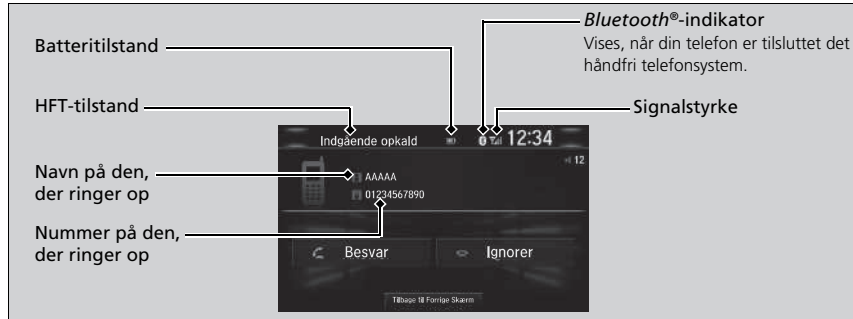 Batteritilstand
HFT-tilstand
Navn på den,
der ringer op
Nummer på den,
der ringer op
Bluetooth®-indikator
Vises, når din telefon er tilsluttet det
håndfri telefonsystem.
Signalstyrke
Indgående opkald 12:34
12
AAAAA
01234567890
Besvar Ignorer
Tilbage til Forrige Skærm